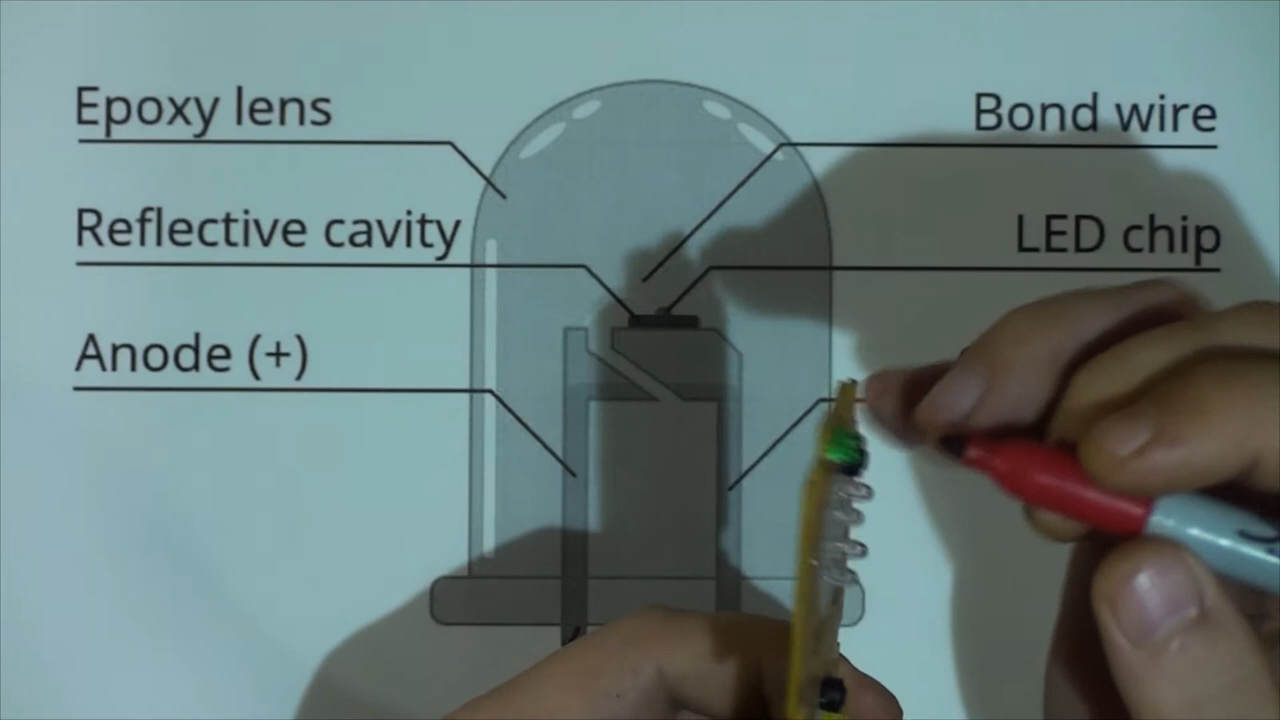 Epoxy lens
Bond wire
Reflective cavity
LED chip
Anode (+)